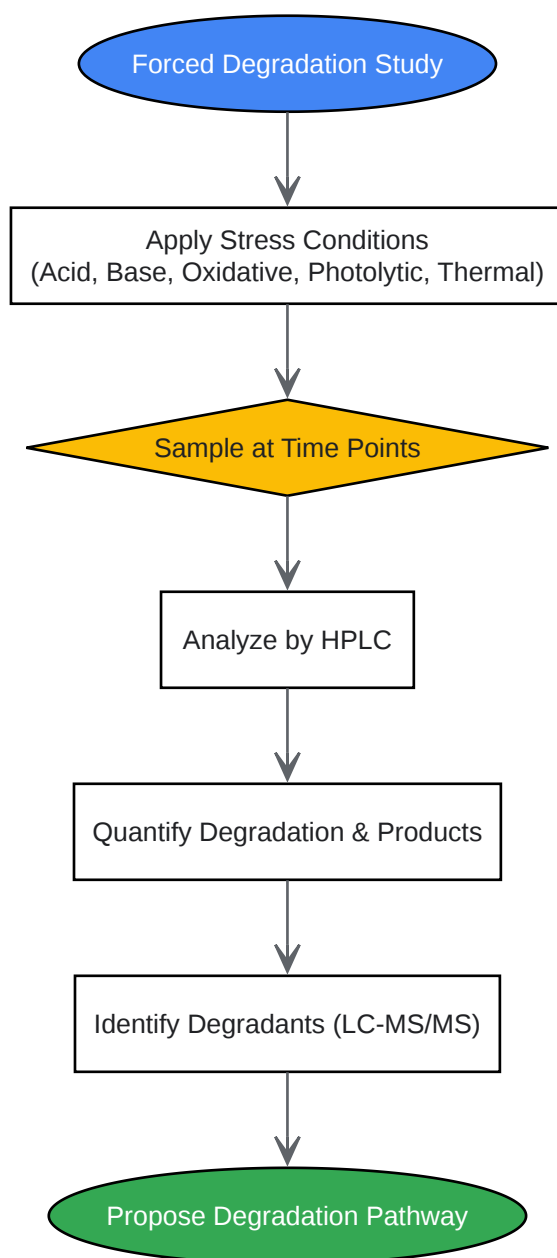 Forced Degradation Study
Apply Stress Conditions
(Acid, Base, Oxidative, Photolytic, Thermal)
Sample at Time Points
Analyze by HPLC
Quantify Degradation & Products
Identify Degradants (LC-MS/MS)
Propose Degradation Pathway